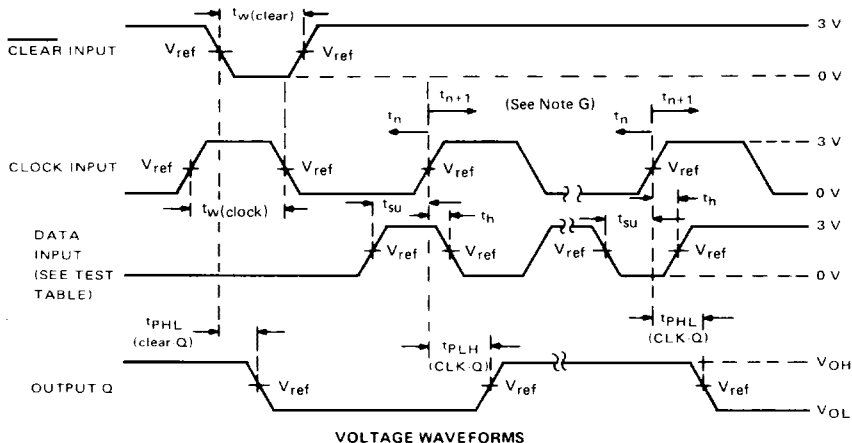 tw(clear)
CLEAR INPUT
Vref
Vref
3 V
0 V
tn
tn+1
(See Note G)
tn
tn+1
CLOCK INPUT
Vref
Vref
Vref
Vref
3 V
0 V
tw(clock)
tsu
th
tsu
th
DATA
INPUT
(SEE TEST
TABLE)
Vref
Vref
Vref
Vref
3 V
0 V
tPHL
(clear-Q)
tPLH
(CLK-Q)
tPHL
(CLK-Q)
OUTPUT Q
Vref
Vref
Vref
VOH
VOL
VOLTAGE WAVEFORMS